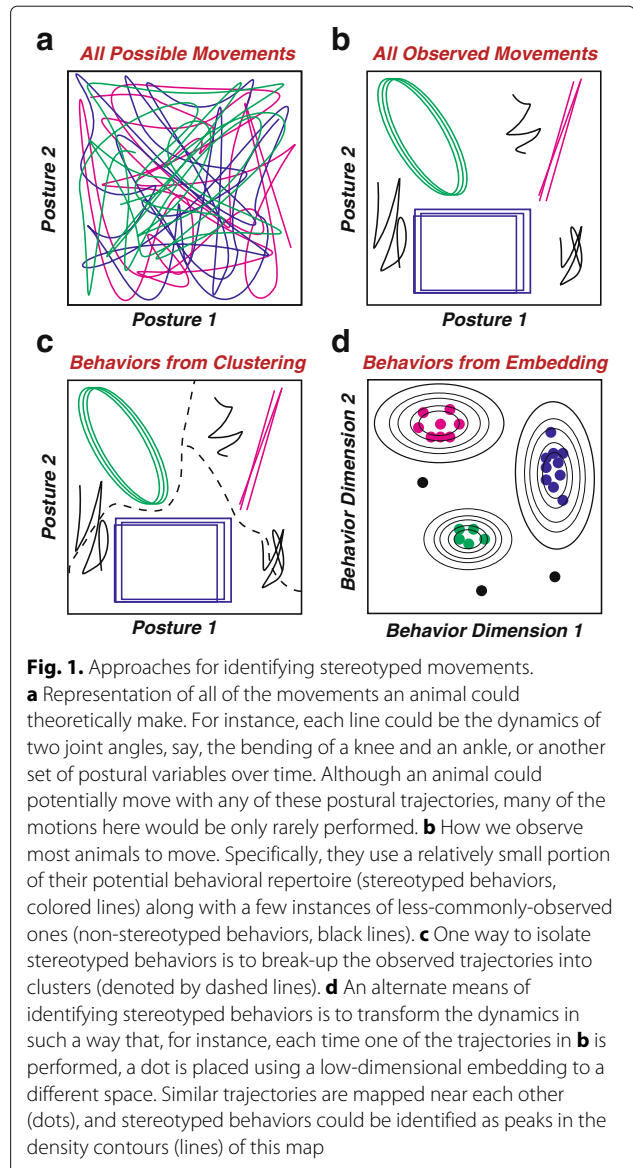 a
All Possible Movements
Posture 2
Posture 1
b
All Observed Movements
Posture 2
Posture 1
c
Behaviors from Clustering
Posture 2
Posture 1
d
Behaviors from Embedding
Behavior Dimension 2
Behavior Dimension 1
Fig. 1. Approaches for identifying stereotyped movements.
a Representation of all of the movements an animal could
theoretically make. For instance, each line could be the dynamics of
two joint angles, say, the bending of a knee and an ankle, or another
set of postural variables over time. Although an animal could
potentially move with any of these postural trajectories, many of the
motions here would be only rarely performed. b How we observe
most animals to move. Specifically, they use a relatively small portion
of their potential behavioral repertoire (stereotyped behaviors,
colored lines) along with a few instances of less-commonly-observed
ones (non-stereotyped behaviors, black lines). c One way to isolate
stereotyped behaviors is to break-up the observed trajectories into
clusters (denoted by dashed lines). d An alternate means of
identifying stereotyped behaviors is to transform the dynamics in
such a way that, for instance, each time one of the trajectories in b is
performed, a dot is placed using a low-dimensional embedding to a
different space. Similar trajectories are mapped near each other
(dots), and stereotyped behaviors could be identified as peaks in the
density contours (lines) of this map